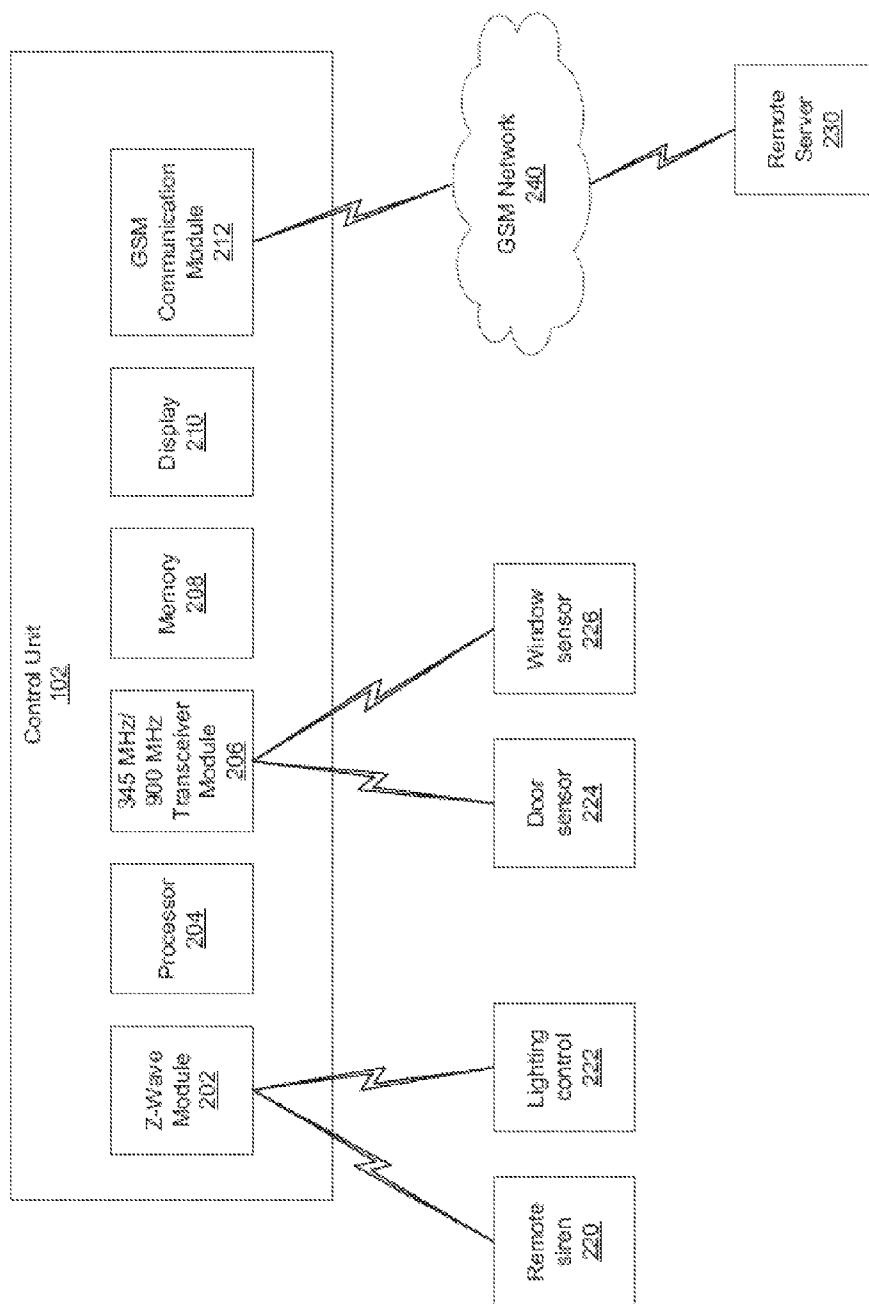 Control Unit
102
Z-Wave
Module
202
Processor
204
345 MHz/
900 MHz
Transceiver
Module
206
Memory
208
Display
210
GSM
Communication
Module
212
Remote
siren
220
Lighting
control
222
Door
sensor
224
Window
sensor
226
GSM Network
240
Remote
Server
230